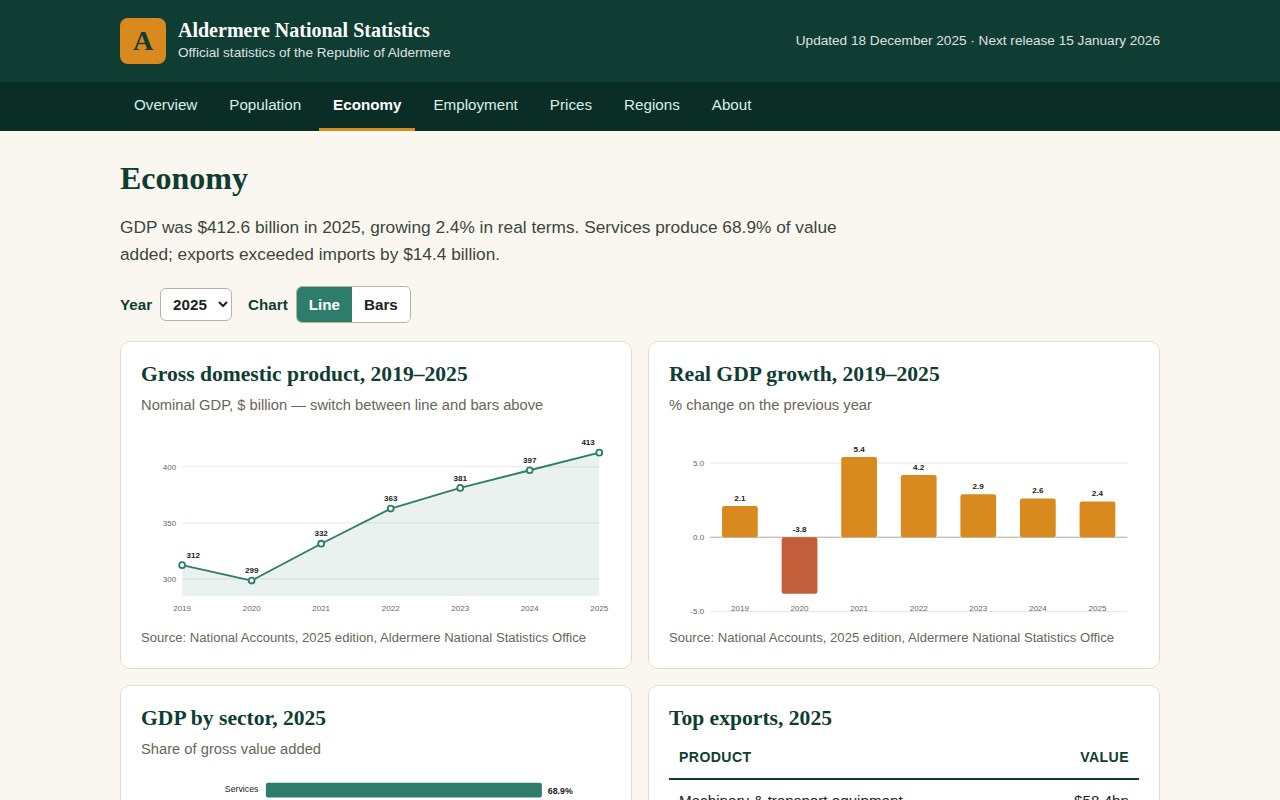 A
Aldermere National Statistics
Official statistics of the Republic of Aldermere
Updated 18 December 2025 · Next release 15 January 2026
Overview Population Economy Employment Prices Regions About
Economy
GDP was $412.6 billion in 2025, growing 2.4% in real terms. Services produce 68.9% of value
added; exports exceeded imports by $14.4 billion.
Year 2025 Chart Line Bars
Gross domestic product, 2019–2025
Nominal GDP, $ billion — switch between line and bars above
413
397
400
381
363
350
332
312
299
300
2019 2020 2021 2022 2023 2024 2025
Source: National Accounts, 2025 edition, Aldermere National Statistics Office
Real GDP growth, 2019–2025
% change on the previous year
5.4
5.0
4.2
2.9
2.6
2.4
2.1
-3.8
0.0
2019 2020 2021 2022 2023 2024 2025
-5.0
Source: National Accounts, 2025 edition, Aldermere National Statistics Office
GDP by sector, 2025
Share of gross value added
Services 68.9%
Top exports, 2025
PRODUCT VALUE
Machinery & transport equipment $58.4bn